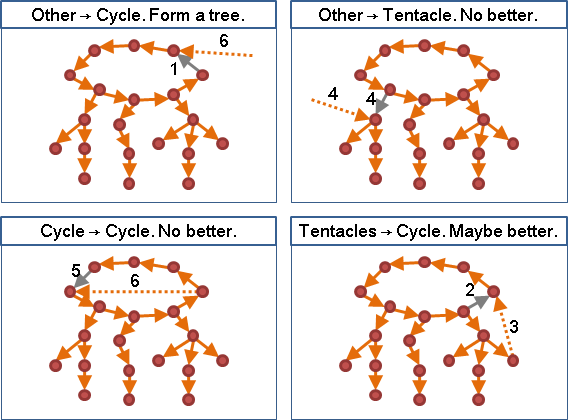 Other → Cycle. Form a tree.
6
1
Other → Tentacle. No better.
4
4
Cycle → Cycle. No better.
5
6
Tentacles → Cycle. Maybe better.
2
3